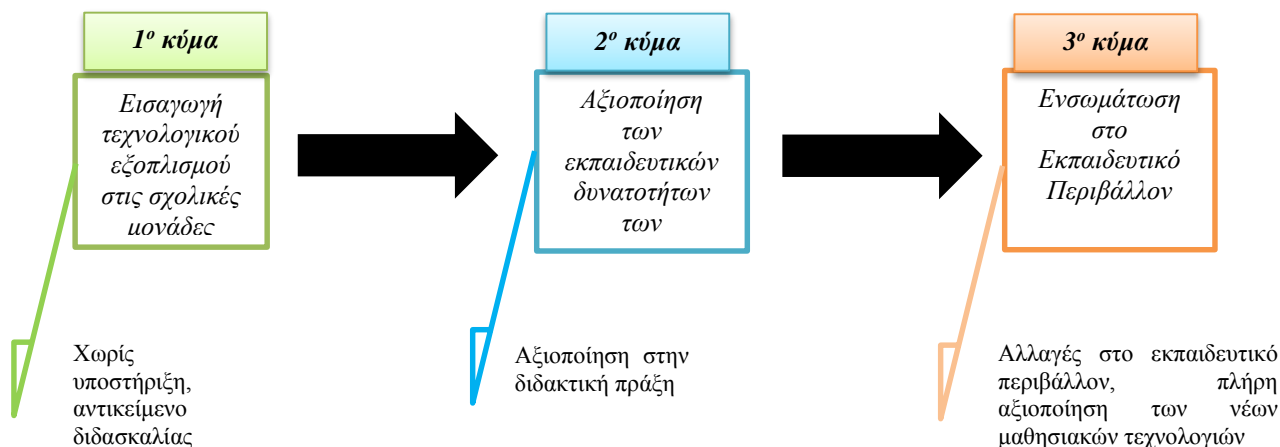 1ο κύμα
Εισαγωγή
τεχνολογικού
εξοπλισμού
στις σχολικές
μονάδες
Χωρίς
υποστήριξη,
αντικείμενο
διδασκαλίας
2ο κύμα
Αξιοποίηση
των
εκπαιδευτικών
δυνατοτήτων
των
Αξιοποίηση στην
διδακτική πράξη
3ο κύμα
Ενσωμάτωση
στο
Εκπαιδευτικό
Περιβάλλον
Αλλαγές στο εκπαιδευτικό
περιβάλλον, πλήρη
αξιοποίηση των νέων
μαθησιακών τεχνολογιών